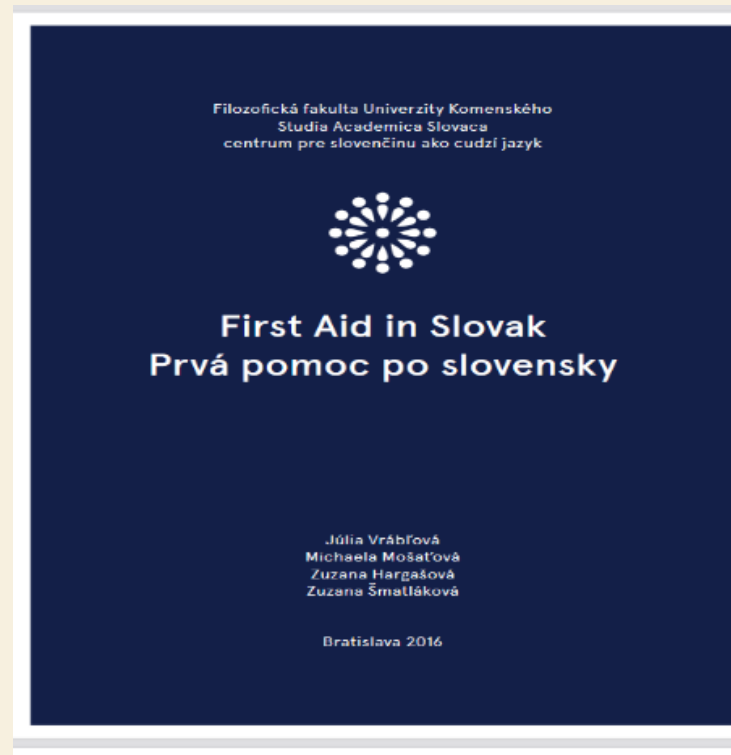 Filozofická fakulta Univerzity Komenského
Studia Academica Slovaca
centrum pre slovenčinu ako cudzí jazyk
First Aid in Slovak
Prvá pomoc po slovensky
Júlia Vrábľová
Michaela Mošaťová
Zuzana Hargašová
Zuzana Šmatláková
Bratislava 2016